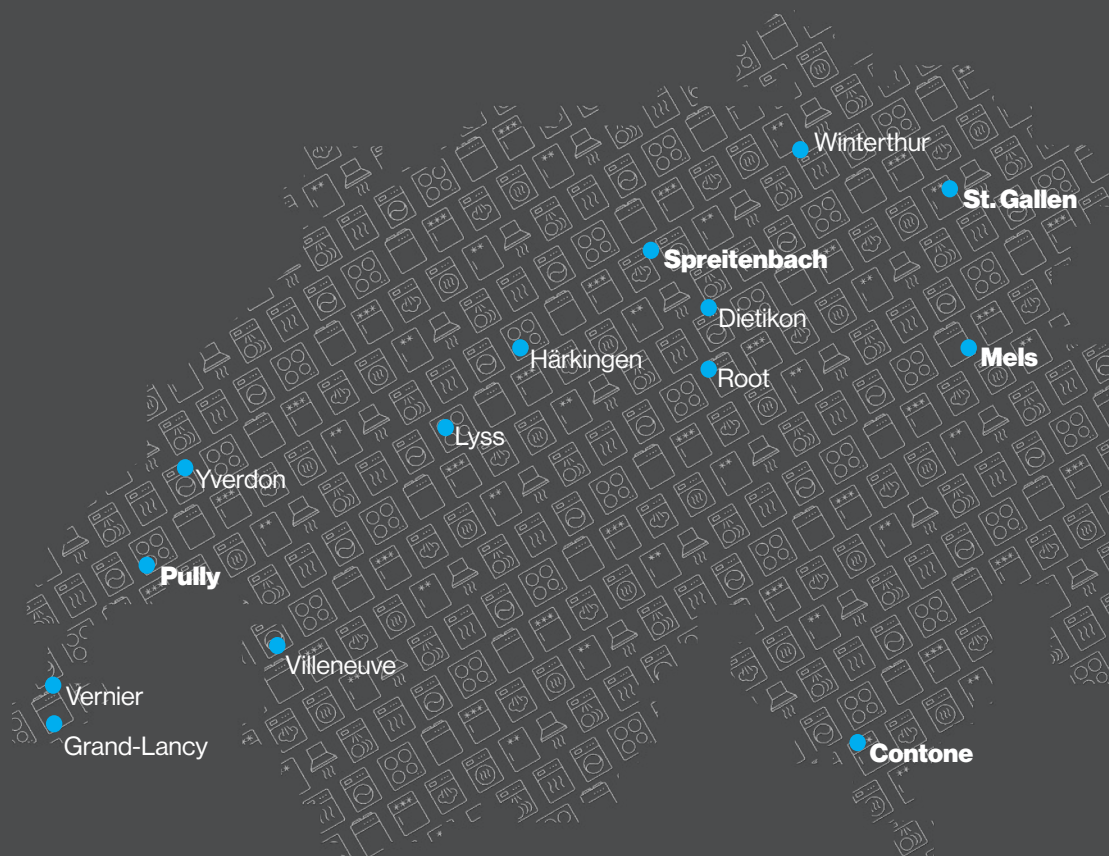 Winterthur
St. Gallen
Spreitenbach
Dietikon
Härkingen
Mels
Root
Lyss
Yverdon
Pully
Villeneuve
Vernier
Grand-Lancy
Contone